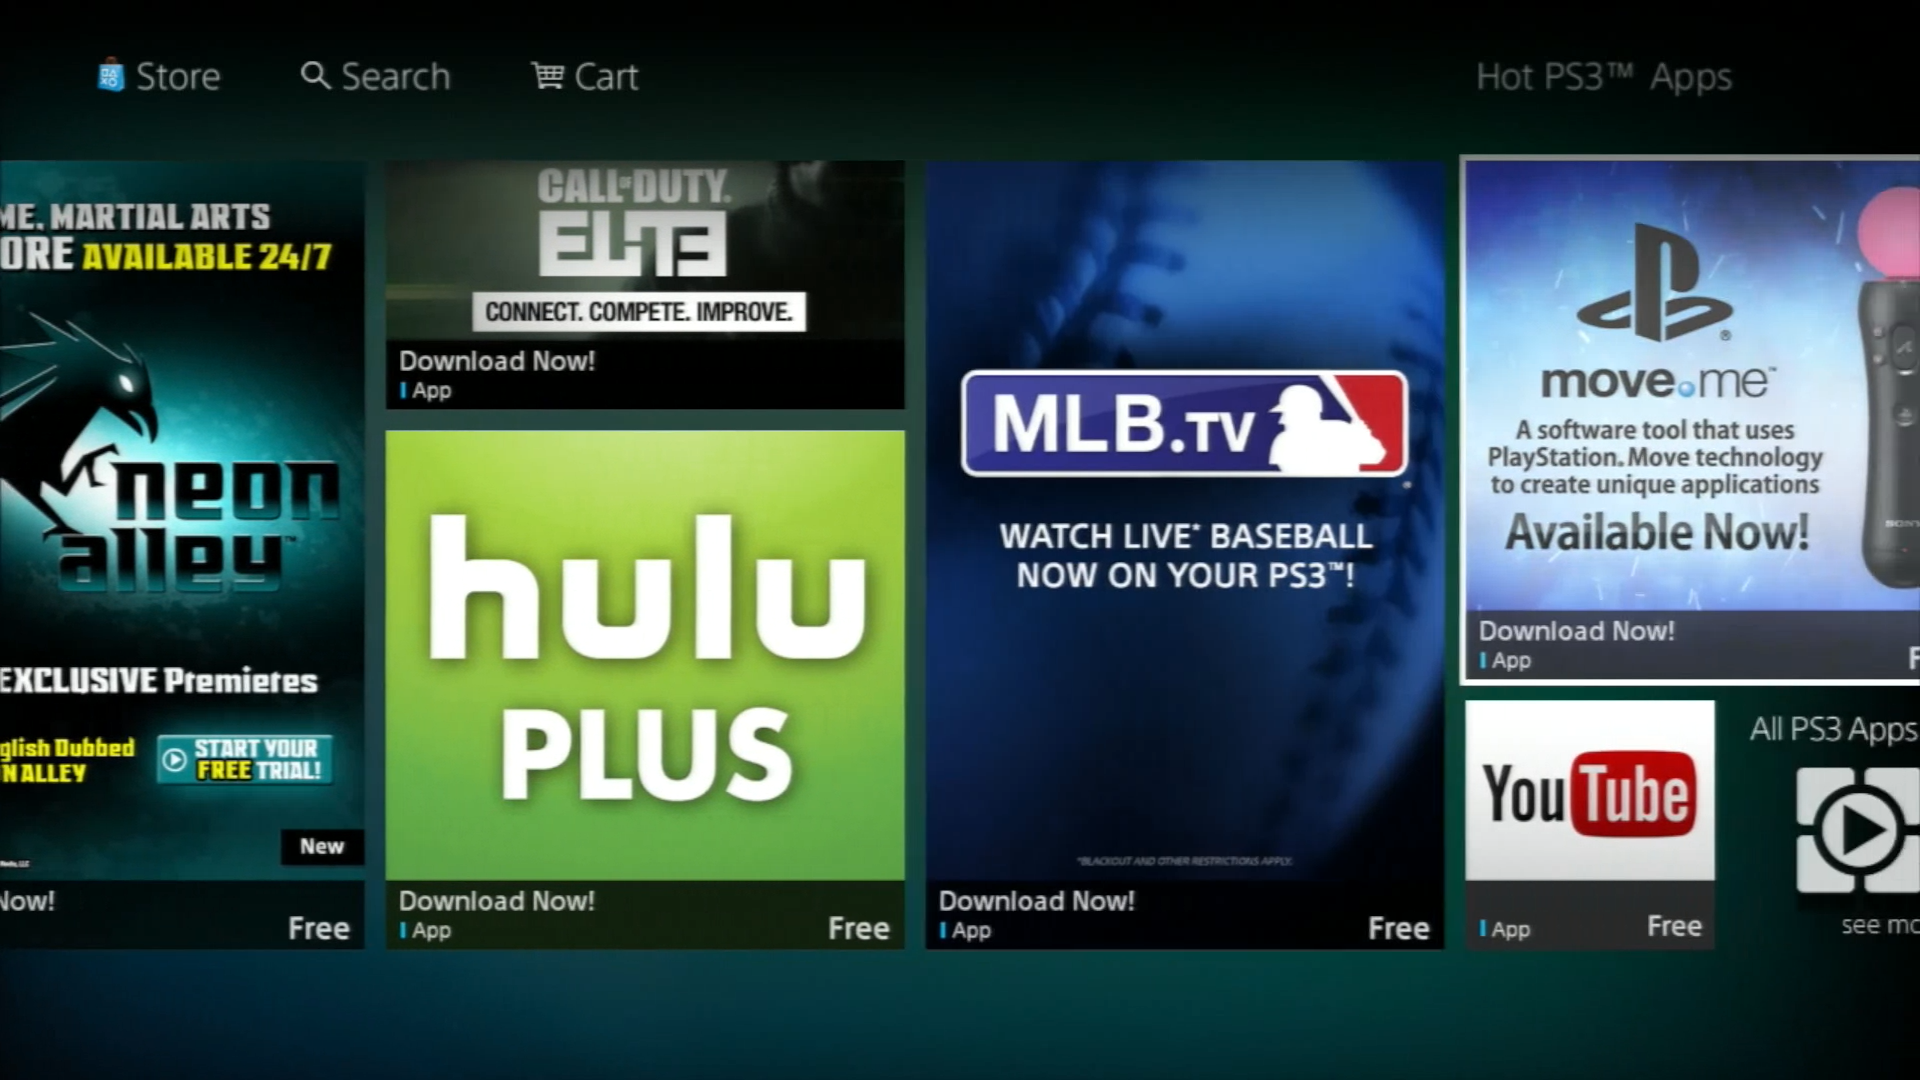 Store
Search
Cart
Hot PS3™ Apps
ME, MARTIAL ARTS
ORE AVAILABLE 24/7
neon
alley™
EXCLUSIVE Premieres
glish Dubbed
N ALLEY
START YOUR
FREE TRIAL!
New
Now!
Free
CALL OF DUTY®
ELITE
CONNECT. COMPETE. IMPROVE.
Download Now!
App
hulu
PLUS
Download Now!
App
Free
MLB.TV
WATCH LIVE* BASEBALL
NOW ON YOUR PS3™!
*BLACKOUT AND OTHER RESTRICTIONS APPLY.
Download Now!
App
Free
move.me™
A software tool that uses
PlayStation®Move technology
to create unique applications
Available Now!
SONY
Download Now!
App
F
YouTube
App
Free
All PS3 Apps
see mo